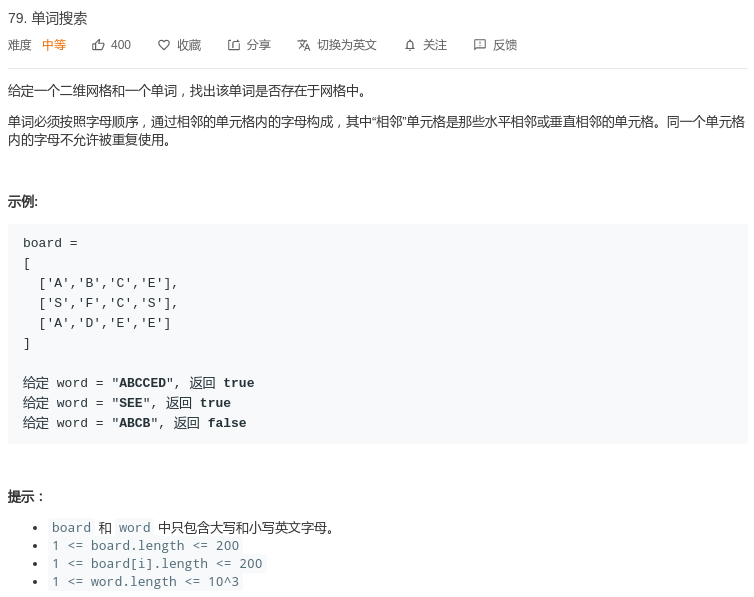 79. 单词搜索
难度 中等 400 收藏 分享 切换为英文 关注 反馈
给定一个二维网格和一个单词，找出该单词是否存在于网格中。
单词必须按照字母顺序，通过相邻的单元格内的字母构成，其中“相邻”单元格是那些水平相邻或垂直相邻的单元格。同一个单元格
内的字母不允许被重复使用。
示例:
board =
[
  ['A','B','C','E'],
  ['S','F','C','S'],
  ['A','D','E','E']
]
给定 word = "ABCCED", 返回 true
给定 word = "SEE", 返回 true
给定 word = "ABCB", 返回 false
提示：
• board 和 word 中只包含大写和小写英文字母。
• 1 <= board.length <= 200
• 1 <= board[i].length <= 200
• 1 <= word.length <= 10^3